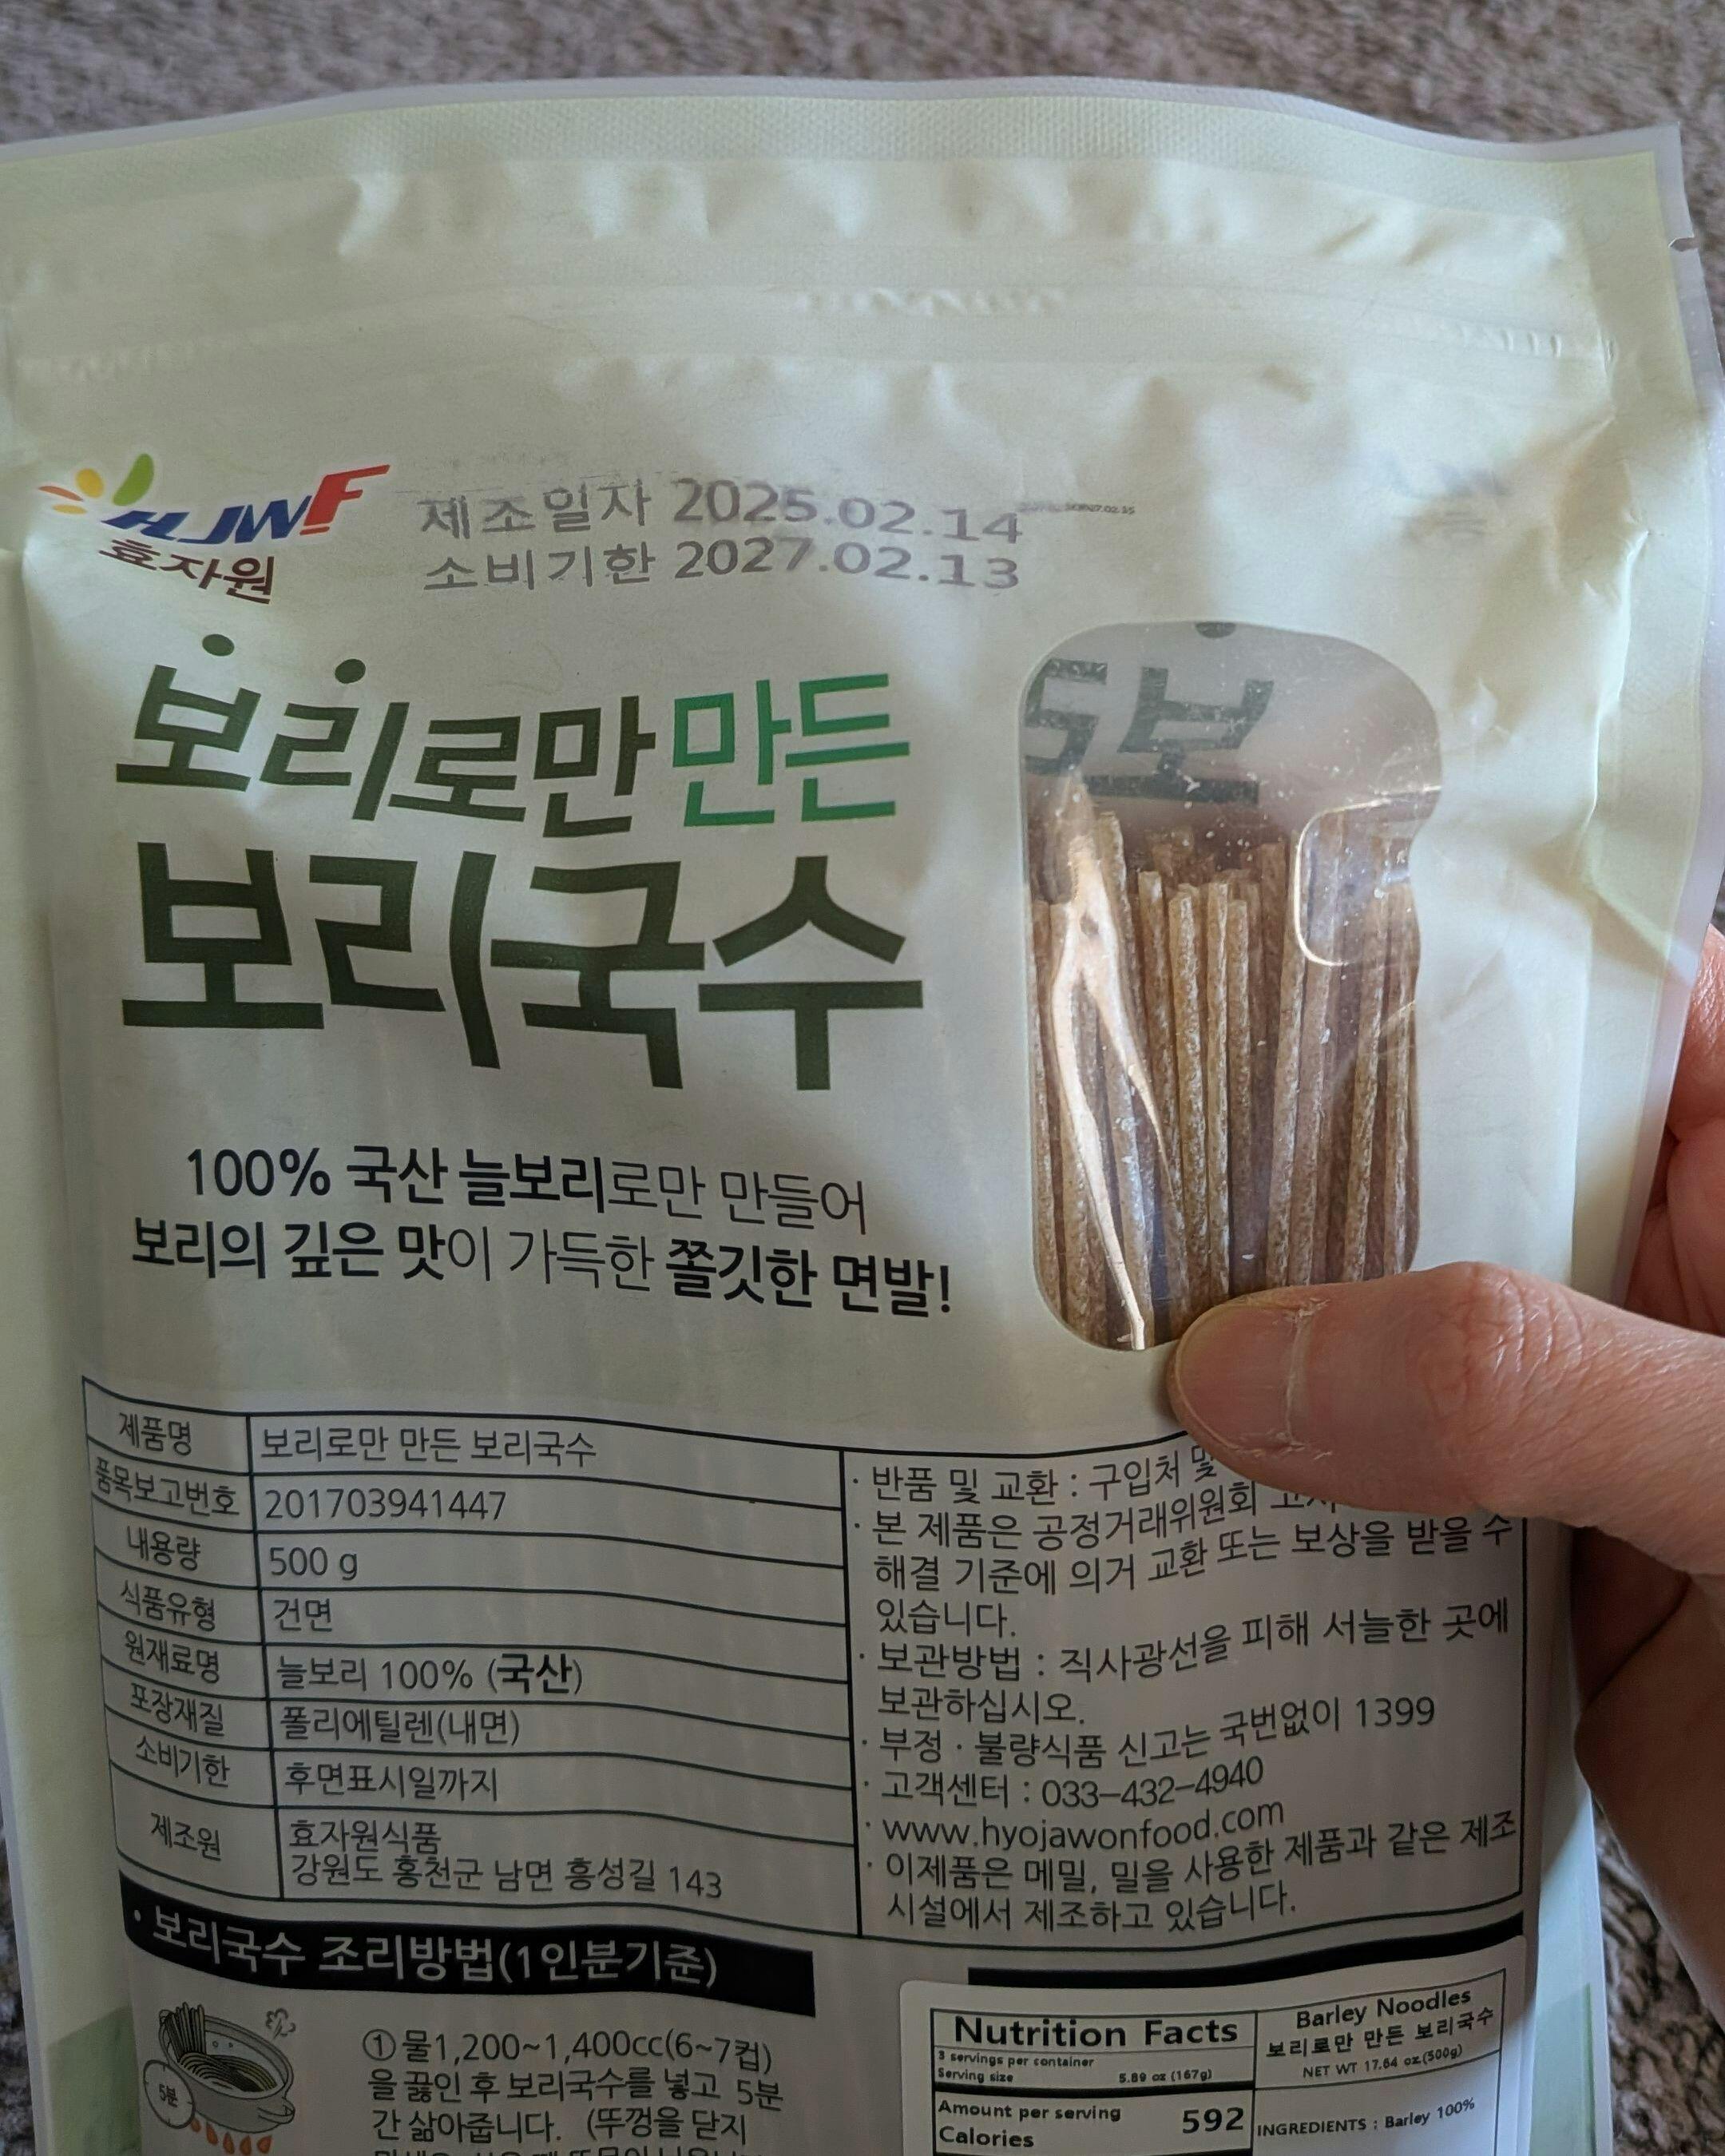 HJWF
효자원
제조일자 2025.02.14
소비기한 2027.02.13
보리로만 만든
보리국수
100% 국산 늘보리로만 만들어
보리의 깊은 맛이 가득한 쫄깃한 면발!
제품명 보리로만 만든 보리국수
품목보고번호 201703941447
내용량 500 g
식품유형 건면
원재료명 늘보리 100% (국산)
포장재질 폴리에틸렌(내면)
소비기한 후면표시일까지
제조원 효자원식품
강원도 홍천군 남면 홍성길 143
· 반품 및 교환 : 구입처 및
· 본 제품은 공정거래위원회
해결 기준에 의거 교환 또는 보상을 받을 수
있습니다.
· 보관방법 : 직사광선을 피해 서늘한 곳에
보관하십시오.
· 부정 · 불량식품 신고는 국번없이 1399
· 고객센터 : 033-432-4940
· www.hyojawonfood.com
· 이제품은 메밀, 밀을 사용한 제품과 같은 제조
시설에서 제조하고 있습니다.
· 보리국수 조리방법(1인분기준)
5분
① 물1,200~1,400cc(6~7컵)
을 끓인 후 보리국수를 넣고 5분
간 삶아줍니다. (뚜껑을 닫지
Nutrition Facts
3 servings per container
Serving size 5.89 oz (167g)
Amount per serving
Calories 592
Barley Noodles
보리로만 만든 보리국수
NET WT 17.64 oz.(500g)
INGREDIENTS : Barley 100%